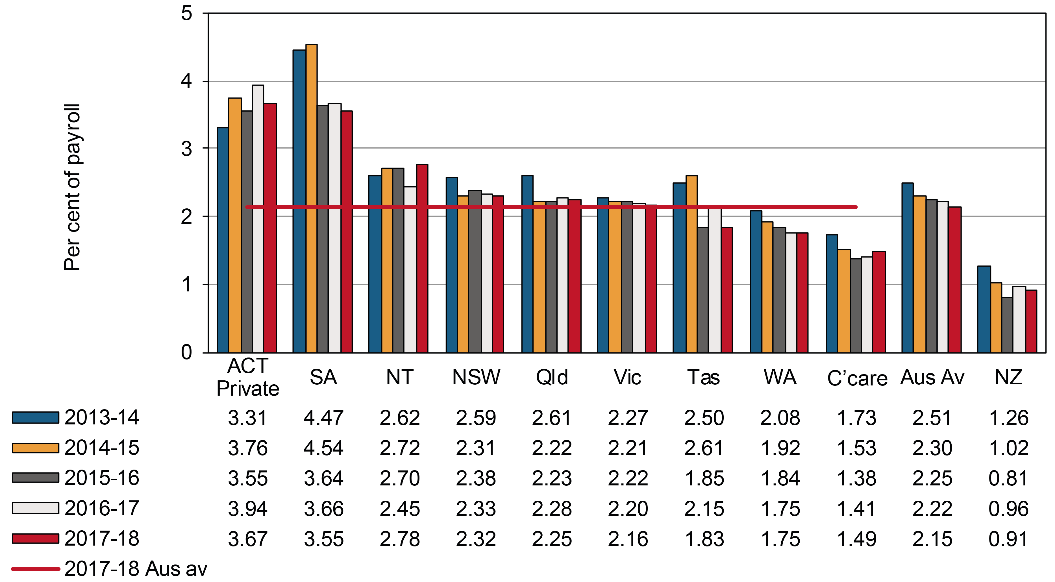 5
4
3
2
1
0
Per cent of payroll
ACT Private SA NT NSW Qld Vic Tas WA C'care Aus Av NZ
2013-14 3.31 4.47 2.62 2.59 2.61 2.27 2.50 2.08 1.73 2.51 1.26
2014-15 3.76 4.54 2.72 2.31 2.22 2.21 2.61 1.92 1.53 2.30 1.02
2015-16 3.55 3.64 2.70 2.38 2.23 2.22 1.85 1.84 1.38 2.25 0.81
2016-17 3.94 3.66 2.45 2.33 2.28 2.20 2.15 1.75 1.41 2.22 0.96
2017-18 3.67 3.55 2.78 2.32 2.25 2.16 1.83 1.75 1.49 2.15 0.91
2017-18 Aus av